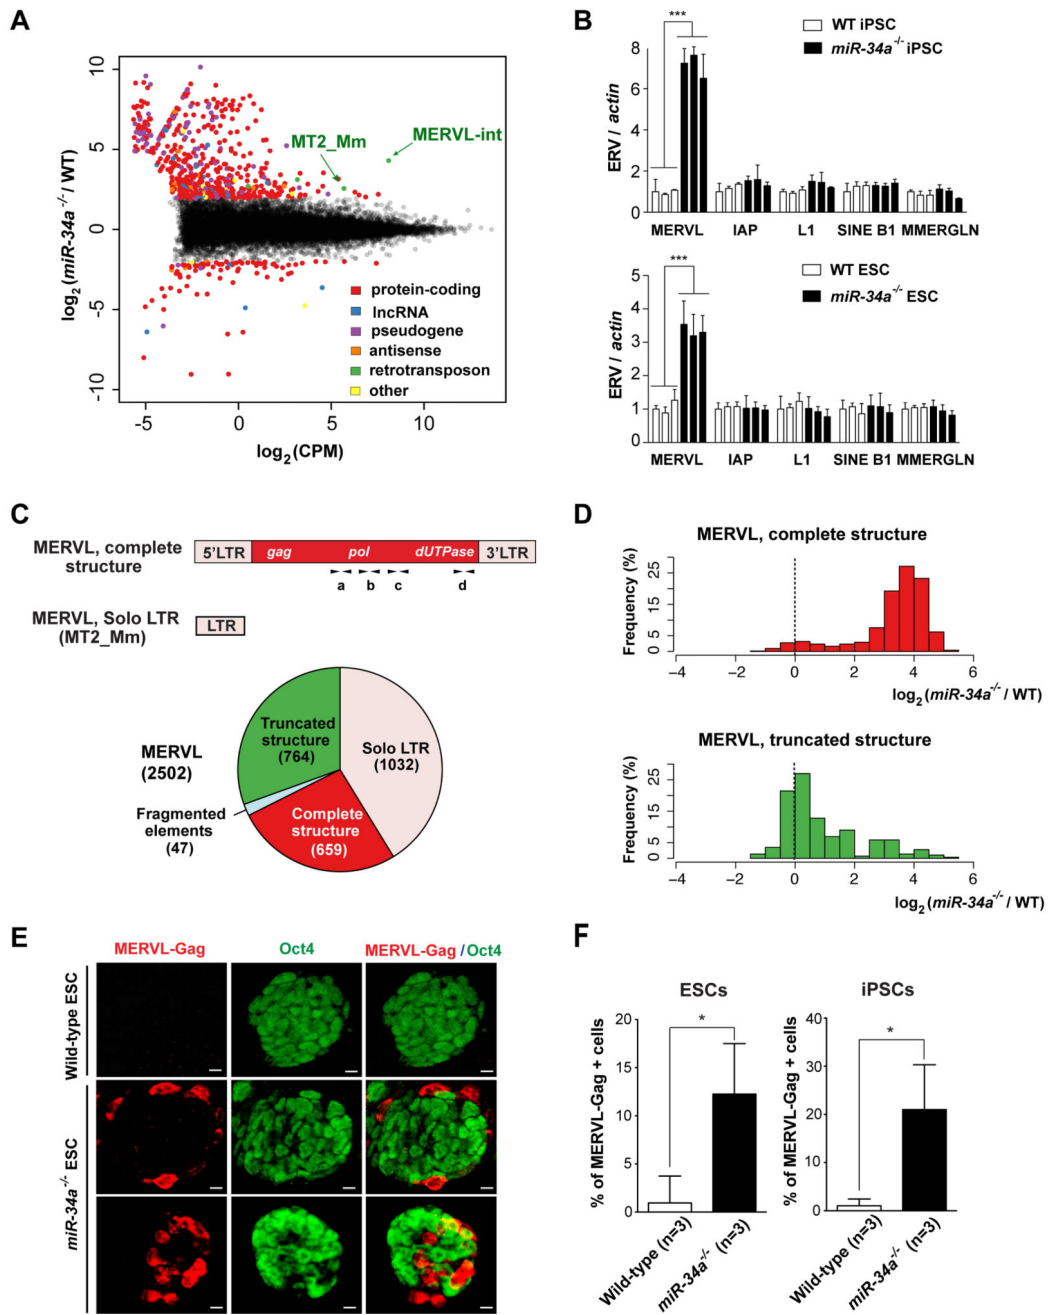 A
log2(miR-34a-/- / WT)
10
5
0
-5
-10
MT2_Mm
MERVL-int
protein-coding
lncRNA
pseudogene
antisense
retrotransposon
other
-5
0
5
10
log2(CPM)
B
ERV / actin
8
6
4
2
0
***
WT iPSC
miR-34a-/- iPSC
MERVL
IAP
L1
SINE B1
MMERGLN
ERV / actin
5
4
3
2
1
0
***
WT ESC
miR-34a-/- ESC
MERVL
IAP
L1
SINE B1
MMERGLN
C
MERVL, complete
structure
5'LTR
gag
pol
dUTPase
3'LTR
a
b
c
d
MERVL, Solo LTR
(MT2_Mm)
LTR
MERVL
(2502)
Truncated
structure
(764)
Solo LTR
(1032)
Fragmented
elements
(47)
Complete
structure
(659)
D
MERVL, complete structure
Frequency (%)
25
15
5
0
−4
−2
0
2
4
6
log2(miR-34a-/- / WT)
MERVL, truncated structure
Frequency (%)
25
15
5
0
−4
−2
0
2
4
6
log2(miR-34a-/- / WT)
E
MERVL-Gag
Oct4
MERVL-Gag / Oct4
Wild-type ESC
miR-34a-/- ESC
F
ESCs
% of MERVL-Gag + cells
20
15
10
5
0
*
Wild-type (n=3)
miR-34a-/- (n=3)
iPSCs
% of MERVL-Gag + cells
40
30
20
10
0
*
Wild-type (n=3)
miR-34a-/- (n=3)